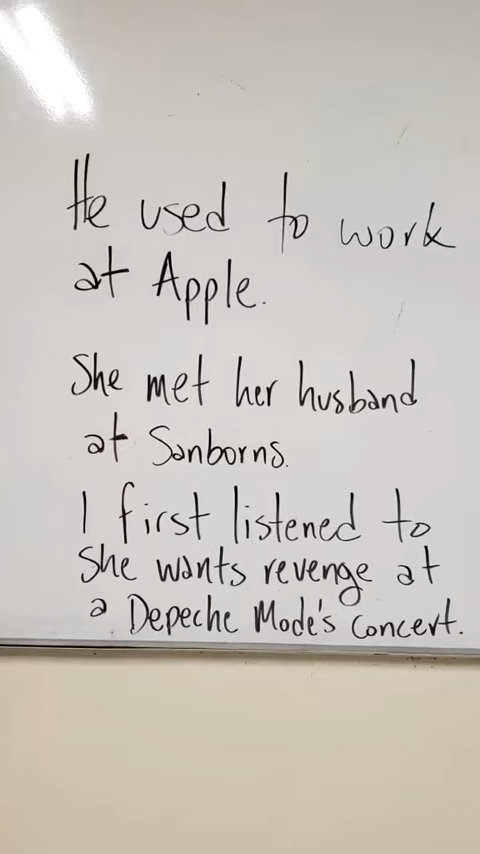 He used to work
at Apple.
She met her husband
at Sanborns.
I first listened to
She wants revenge at
a Depeche Mode's concert.